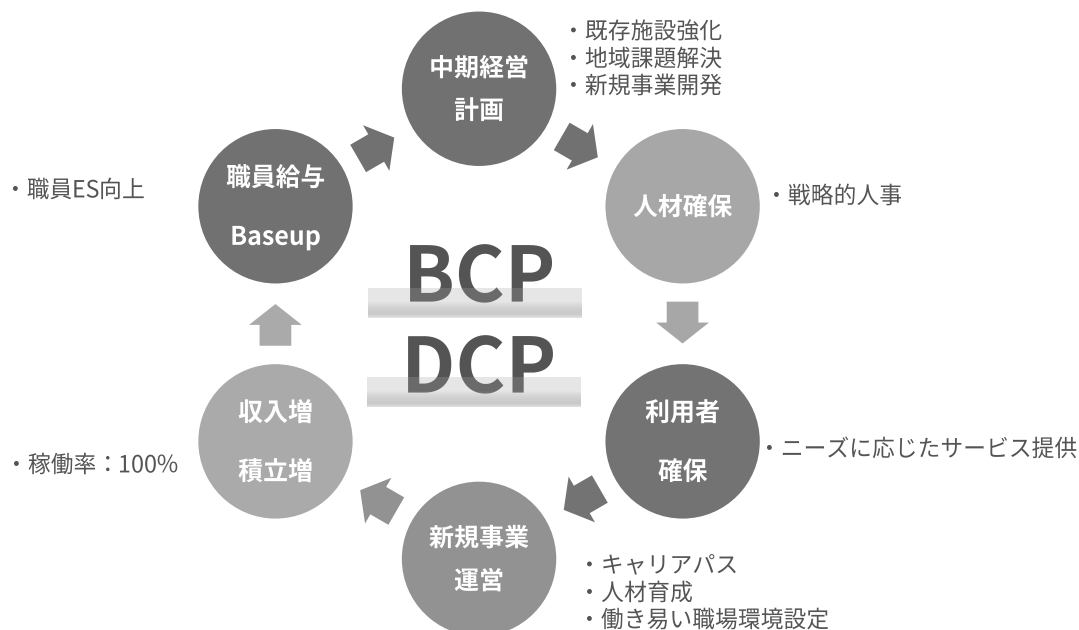 中期経営
計画
・既存施設強化
・地域課題解決
・新規事業開発
人材確保
・戦略的人事
利用者
確保
・ニーズに応じたサービス提供
新規事業
運営
・キャリアパス
・人材育成
・働き易い職場環境設定
収入増
積立増
・稼働率：100%
職員給与
Baseup
・職員ES向上
BCP
DCP